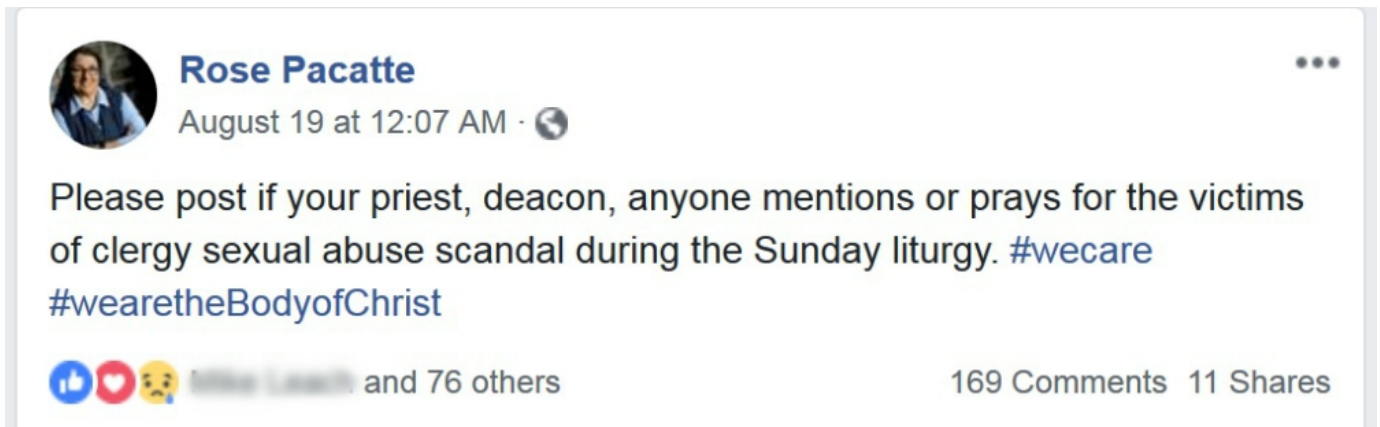 Rose Pacatte
August 19 at 12:07 AM ·
Please post if your priest, deacon, anyone mentions or prays for the victims
of clergy sexual abuse scandal during the Sunday liturgy. #wecare
#wearetheBodyofChrist
and 76 others 169 Comments 11 Shares